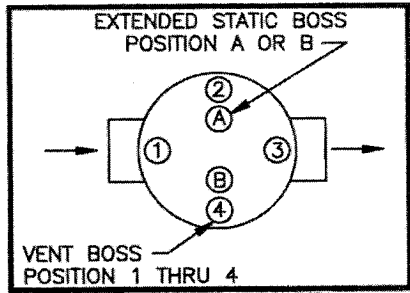 EXTENDED STATIC BOSS
POSITION A OR B
2
A
1
3
B
4
VENT BOSS
POSITION 1 THRU 4